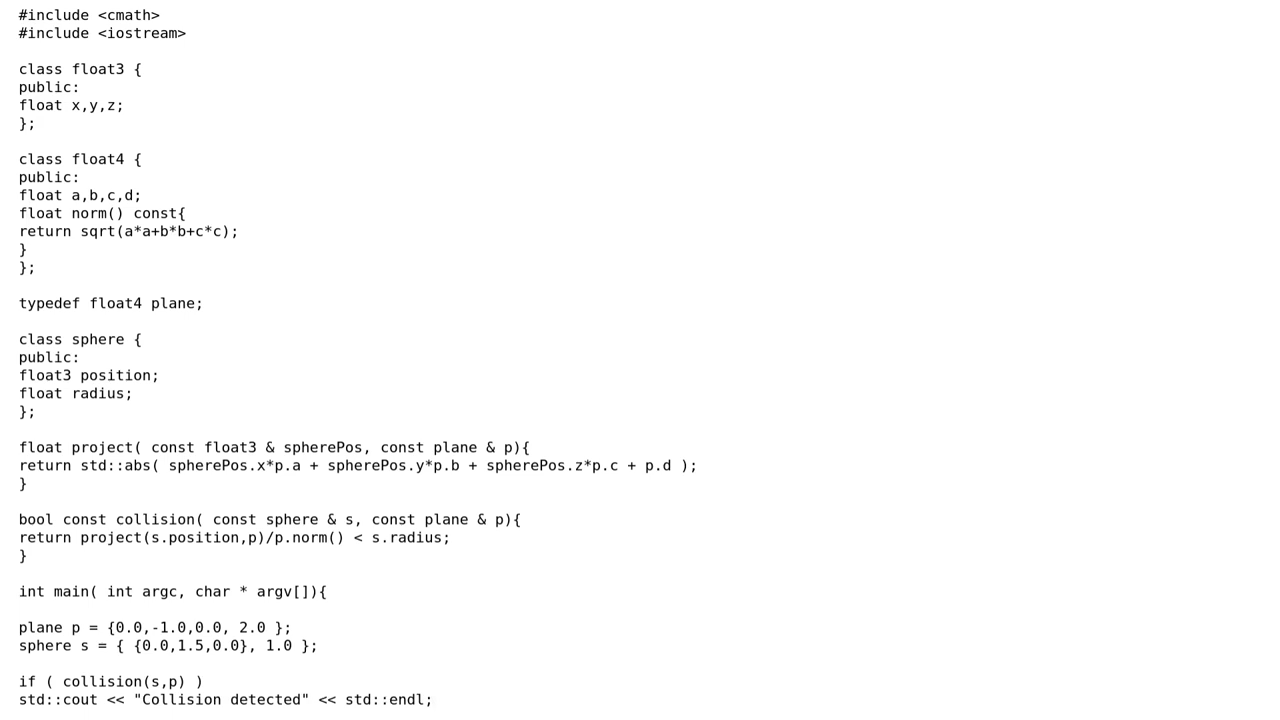 #include <cmath>
#include <iostream>
class float3 {
public:
float x,y,z;
};
class float4 {
public:
float a,b,c,d;
float norm() const{
return sqrt(a*a+b*b+c*c);
}
};
typedef float4 plane;
class sphere {
public:
float3 position;
float radius;
};
float project( const float3 & spherePos, const plane & p){
return std::abs( spherePos.x*p.a + spherePos.y*p.b + spherePos.z*p.c + p.d );
}
bool const collision( const sphere & s, const plane & p){
return project(s.position,p)/p.norm() < s.radius;
}
int main( int argc, char * argv[]){
plane p = {0.0,-1.0,0.0, 2.0 };
sphere s = { {0.0,1.5,0.0}, 1.0 };
if ( collision(s,p) )
std::cout << "Collision detected" << std::endl;